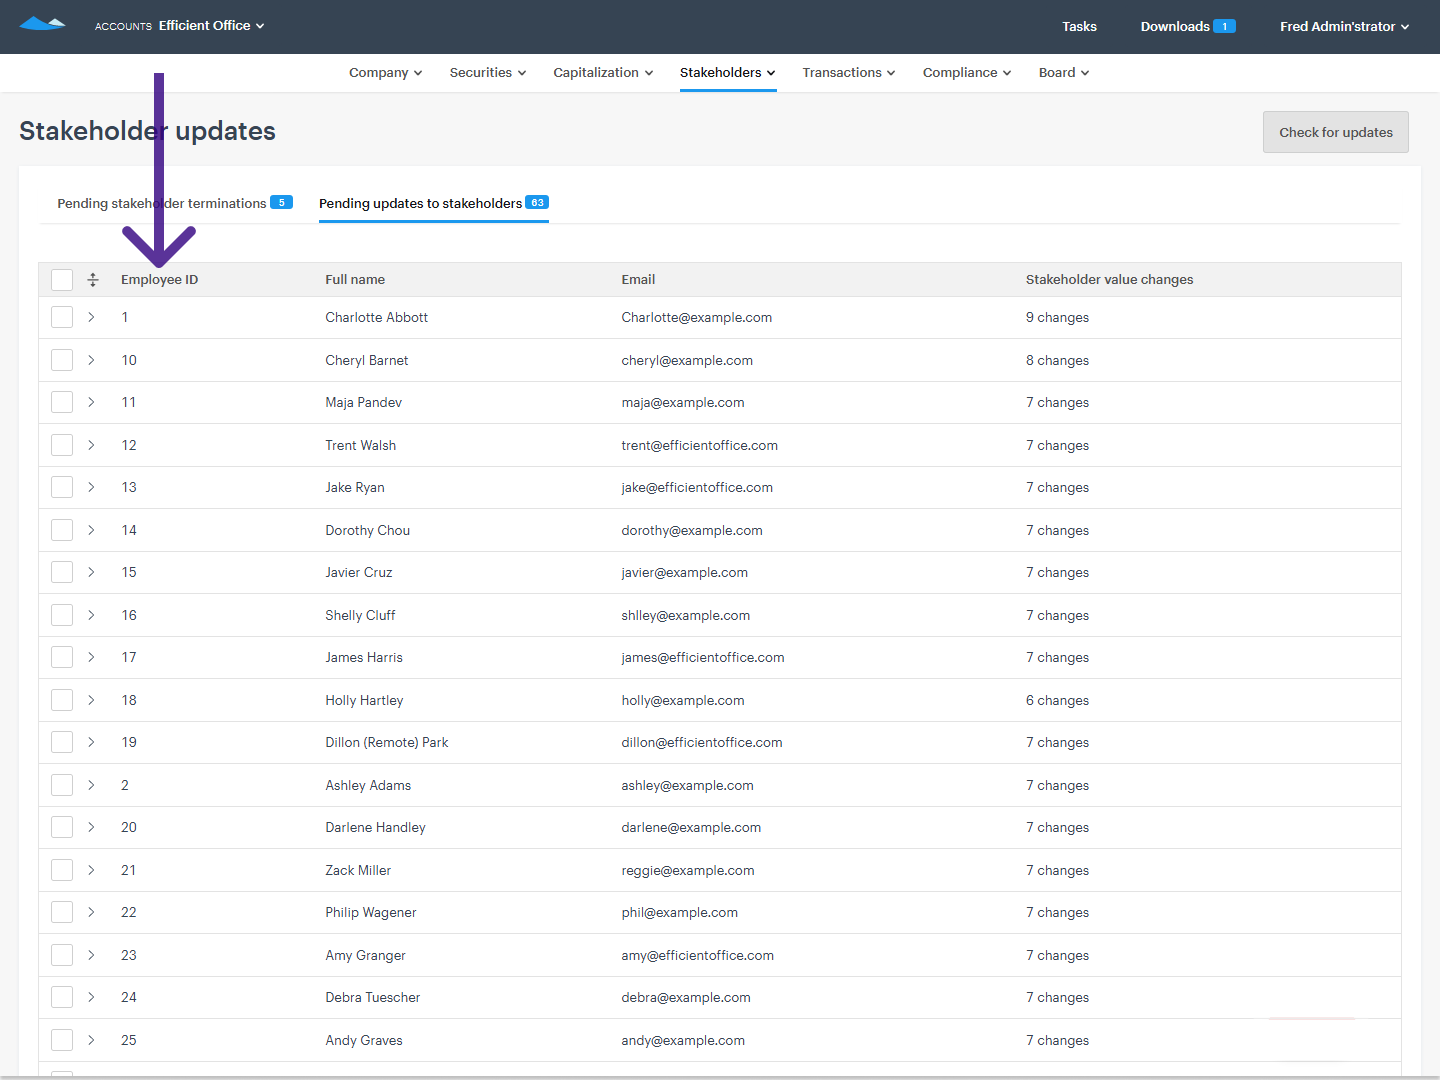 ACCOUNTS Efficient Office Tasks Downloads 1 Fred Admin'strator
Company Securities Capitalization Stakeholders Transactions Compliance Board
Stakeholder updates Check for updates
Pending stakeholder terminations 5 Pending updates to stakeholders 63
Employee ID Full name Email Stakeholder value changes
1 Charlotte Abbott Charlotte@example.com 9 changes
10 Cheryl Barnet cheryl@example.com 8 changes
11 Maja Pandev maja@example.com 7 changes
12 Trent Walsh trent@efficientoffice.com 7 changes
13 Jake Ryan jake@efficientoffice.com 7 changes
14 Dorothy Chou dorothy@example.com 7 changes
15 Javier Cruz javier@example.com 7 changes
16 Shelly Cluff shlley@example.com 7 changes
17 James Harris james@efficientoffice.com 7 changes
18 Holly Hartley holly@example.com 6 changes
19 Dillon (Remote) Park dillon@efficientoffice.com 7 changes
2 Ashley Adams ashley@example.com 7 changes
20 Darlene Handley darlene@example.com 7 changes
21 Zack Miller reggie@example.com 7 changes
22 Philip Wagener phil@example.com 7 changes
23 Amy Granger amy@efficientoffice.com 7 changes
24 Debra Tuescher debra@example.com 7 changes
25 Andy Graves andy@example.com 7 changes